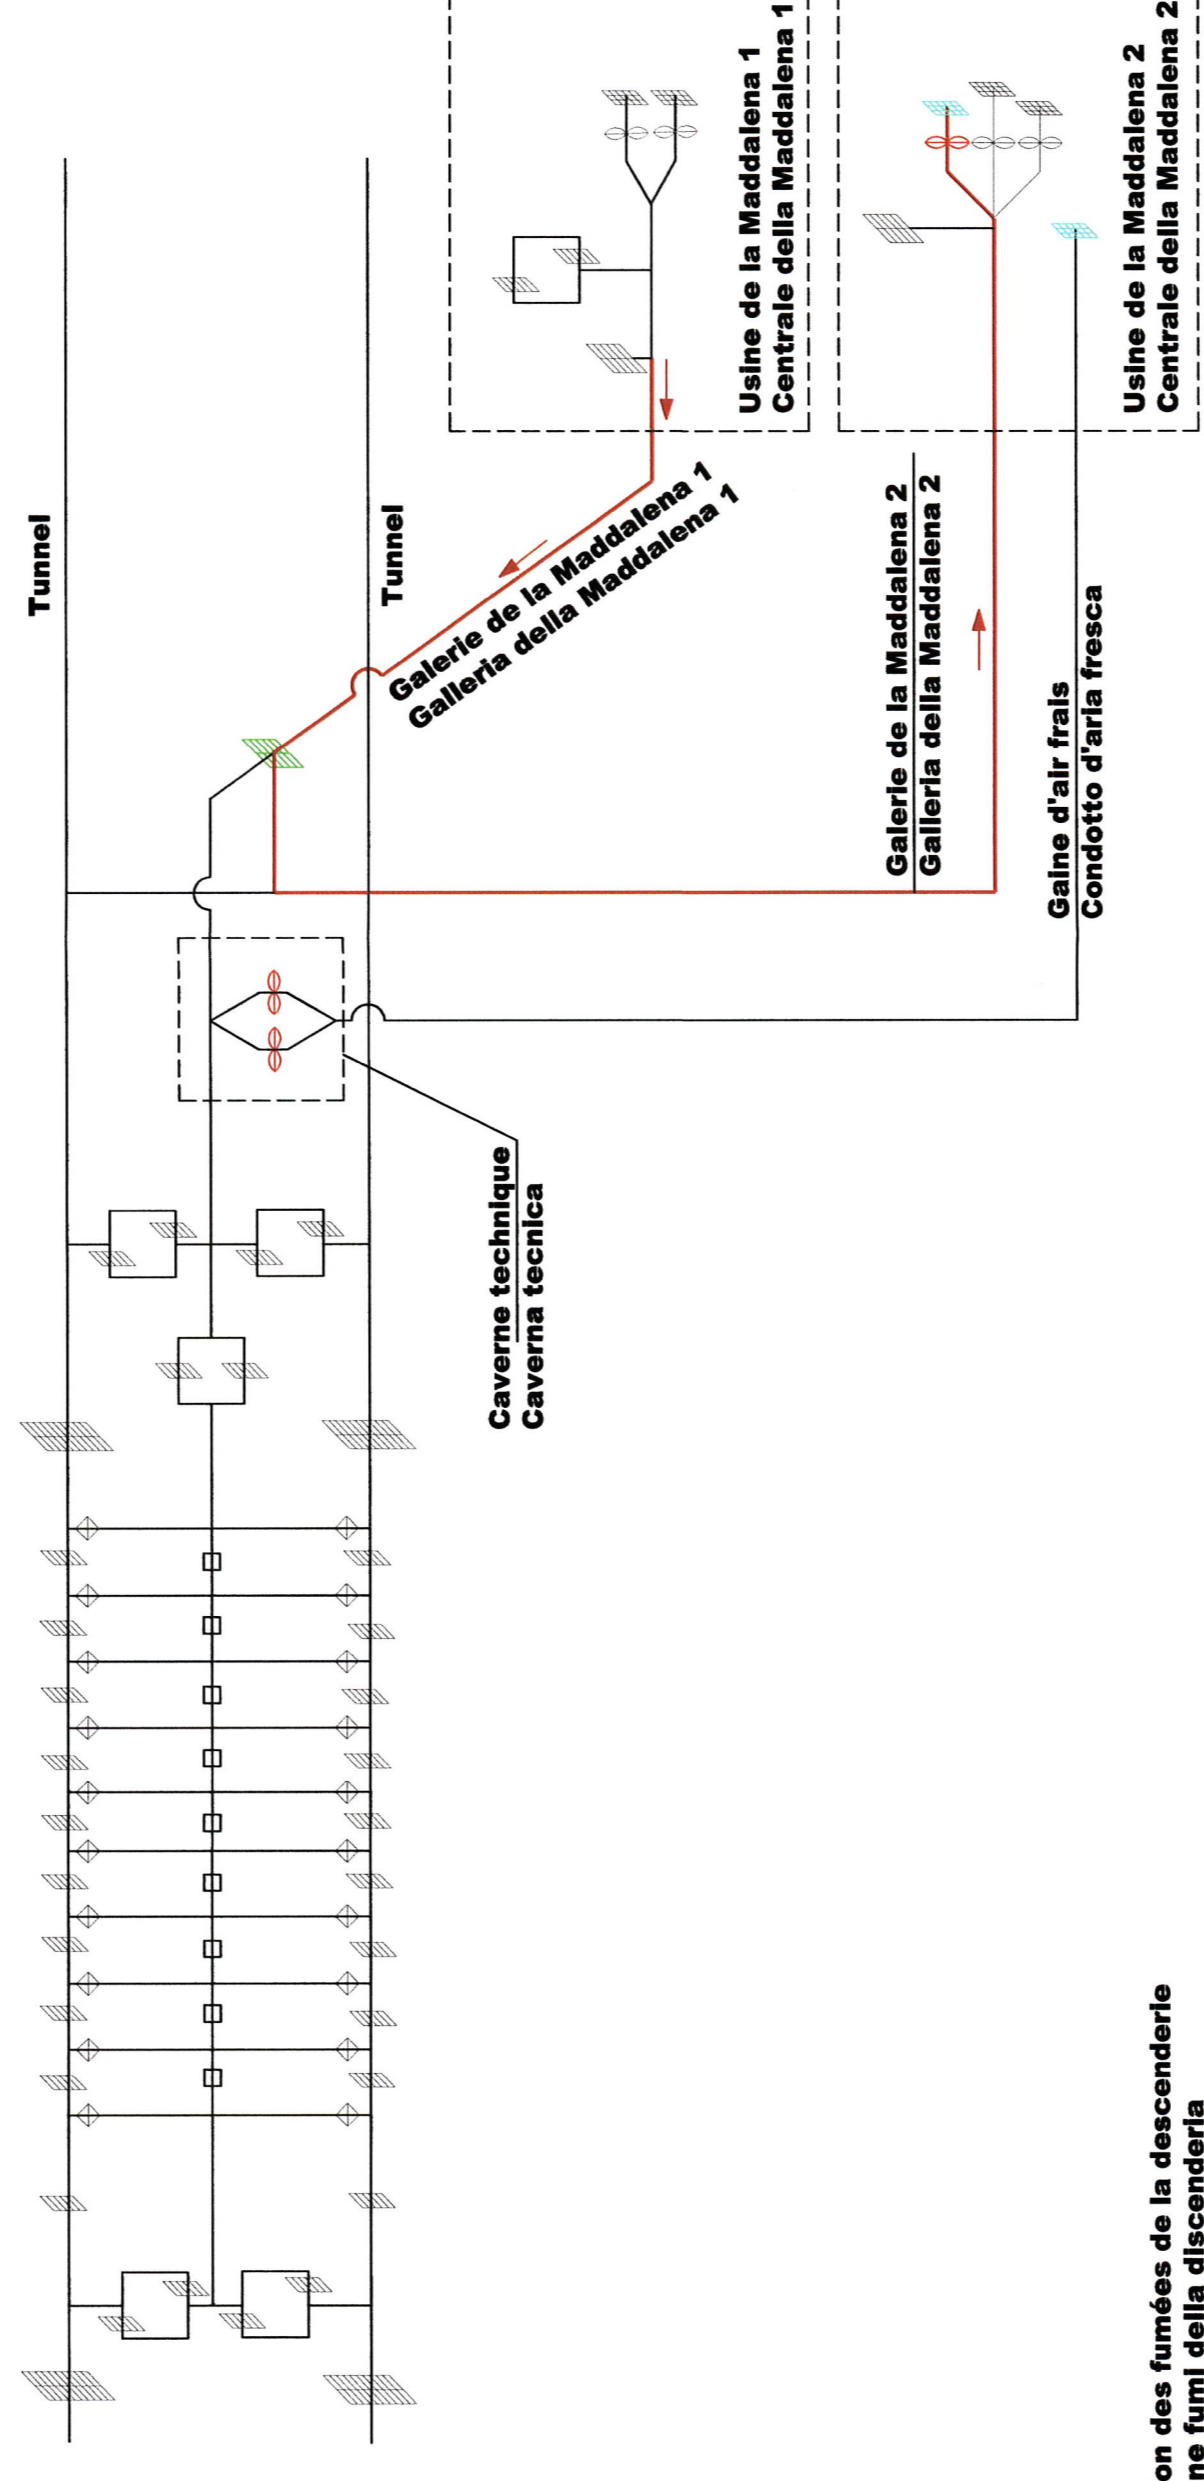 Tunnel
Tunnel
Usine de la Maddalena 1
Centrale della Maddalena 1
Usine de la Maddalena 2
Centrale della Maddalena 2
Galerie de la Maddalena 1
Galleria della Maddalena 1
Galerie de la Maddalena 2
Galleria della Maddalena 2
Gaine d'air frais
Condotto d'aria fresca
Caverne technique
Caverna tecnica
on des fumées de la descenderie
ne fumi della discenderia